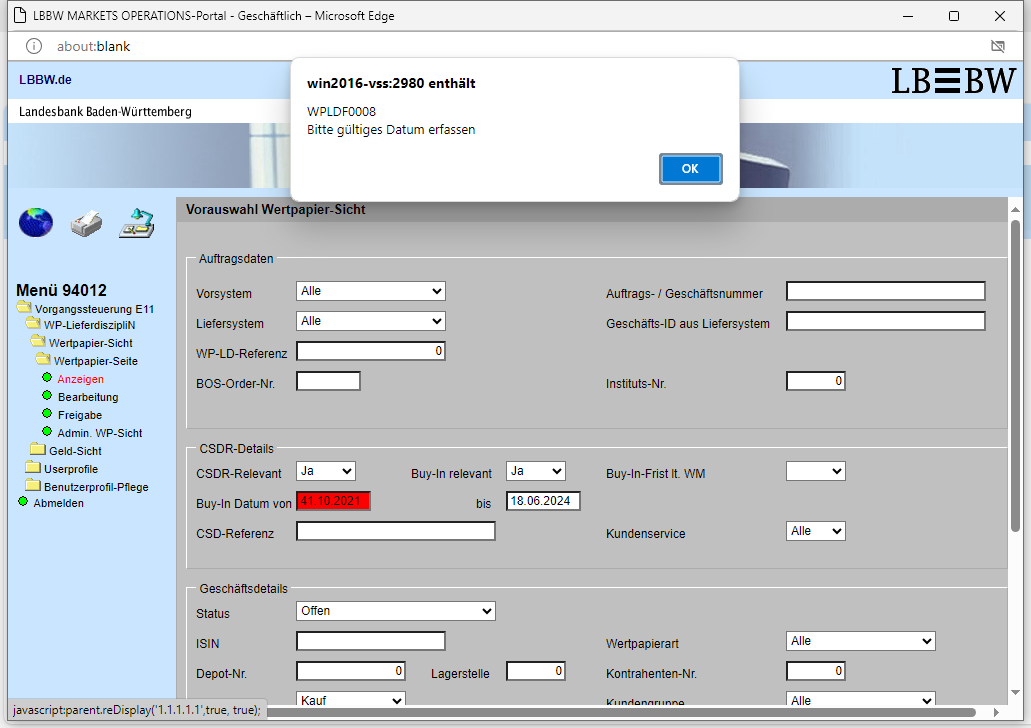 LBBW MARKETS OPERATIONS-Portal - Geschäftlich – Microsoft Edge
about:blank
LBBW.de
LB≡BW
Landesbank Baden-Württemberg
win2016-vss:2980 enthält
WPLDF0008
Bitte gültiges Datum erfassen
OK
Menü 94012
Vorgangssteuerung E11
WP-LieferdiszipliN
Wertpapier-Sicht
Wertpapier-Seite
Anzeigen
Bearbeitung
Freigabe
Admin. WP-Sicht
Geld-Sicht
Userprofile
Benutzerprofil-Pflege
Abmelden
Vorauswahl Wertpapier-Sicht
Auftragsdaten
Vorsystem Alle Auftrags- / Geschäftsnummer
Liefersystem Alle Geschäfts-ID aus Liefersystem
WP-LD-Referenz 0
BOS-Order-Nr. Instituts-Nr. 0
CSDR-Details
CSDR-Relevant Ja Buy-In relevant Ja Buy-In-Frist lt. WM
Buy-In Datum von 41.10.2021 bis 18.06.2024
CSD-Referenz Kundenservice Alle
Geschäftsdetails
Status Offen
ISIN Wertpapierart Alle
Depot-Nr. 0 Lagerstelle 0 Kontrahenten-Nr. 0
Kauf Kundengruppe Alle
javascript:parent.reDisplay('1.1.1.1.1',true, true);